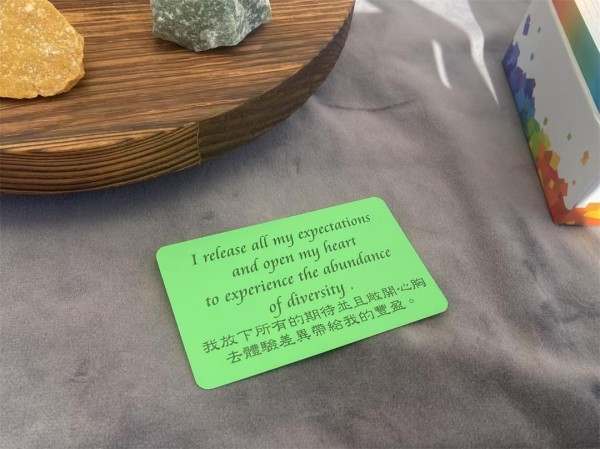 I release all my expectations
and open my heart
to experience the abundance
of diversity .
我放下所有的期待並且敞開心胸
去體驗差異帶給我的豐盈。